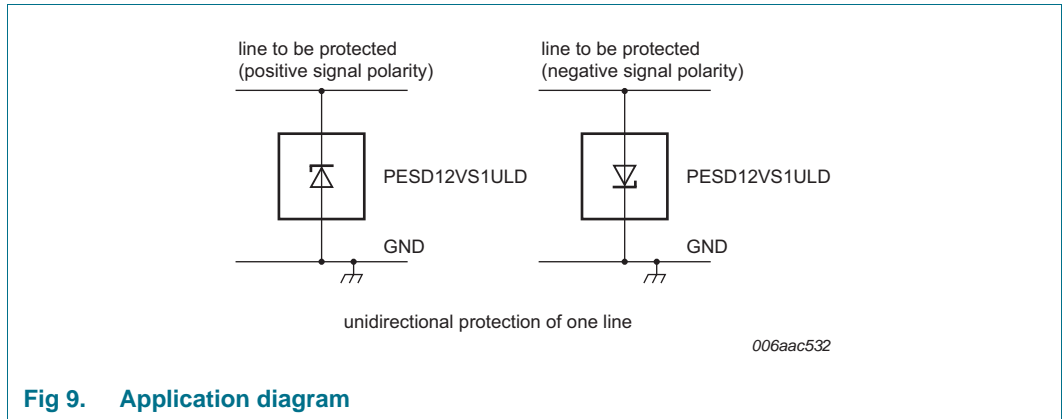 line to be protected
(positive signal polarity)
line to be protected
(negative signal polarity)
PESD12VS1ULD
PESD12VS1ULD
GND
GND
unidirectional protection of one line
006aac532
Fig 9. Application diagram